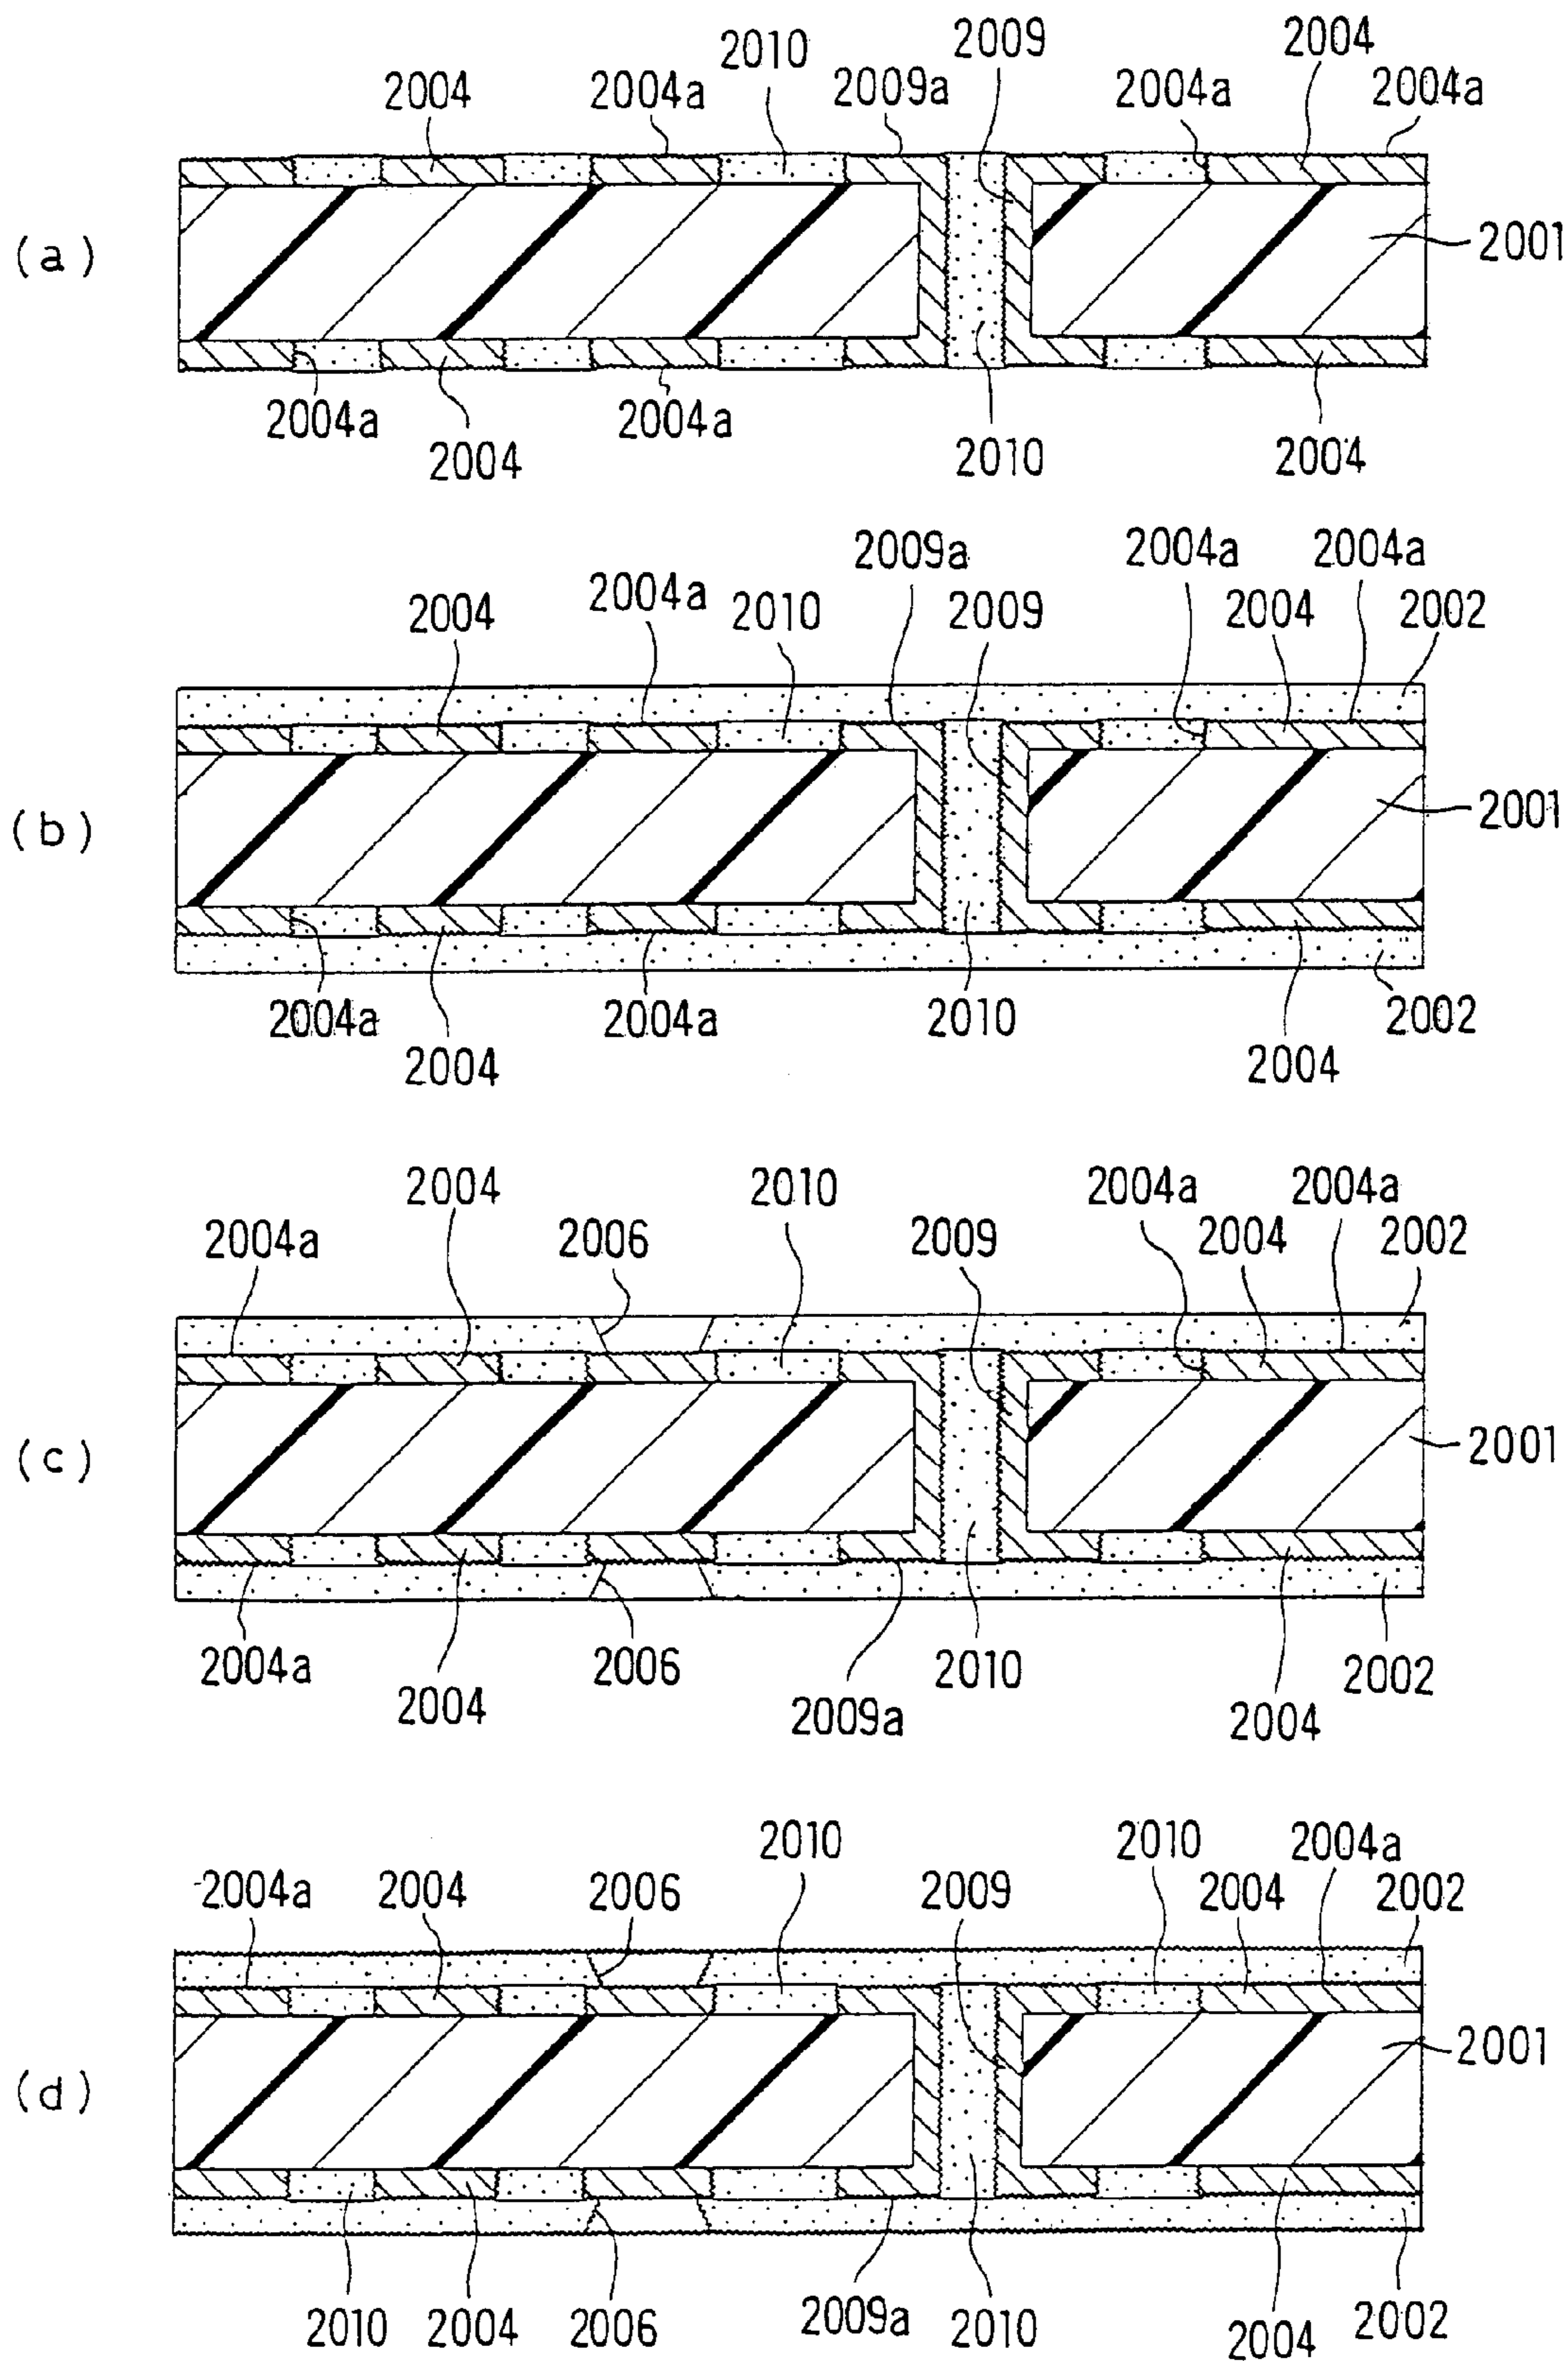 2010 2009 2004
2004 2004a 2009a 2004a 2004a
(a) 2001
2004a 2004a
2004 2010 2004
2009a 2004a 2004a
2004 2004a 2010 2009 2004 2002
(b) 2001
2004a 2004a 2010 2002
2004 2004
2004 2010 2004a 2004a
2004a 2006 2009 2004 2002
(c) 2001
2004a 2006 2010 2002
2004 2009a 2004
2010 2010 2004a
2004a 2004 2006 2009 2004 2002
(d) 2001
2010 2004 2006 2009a 2010 2004 2002